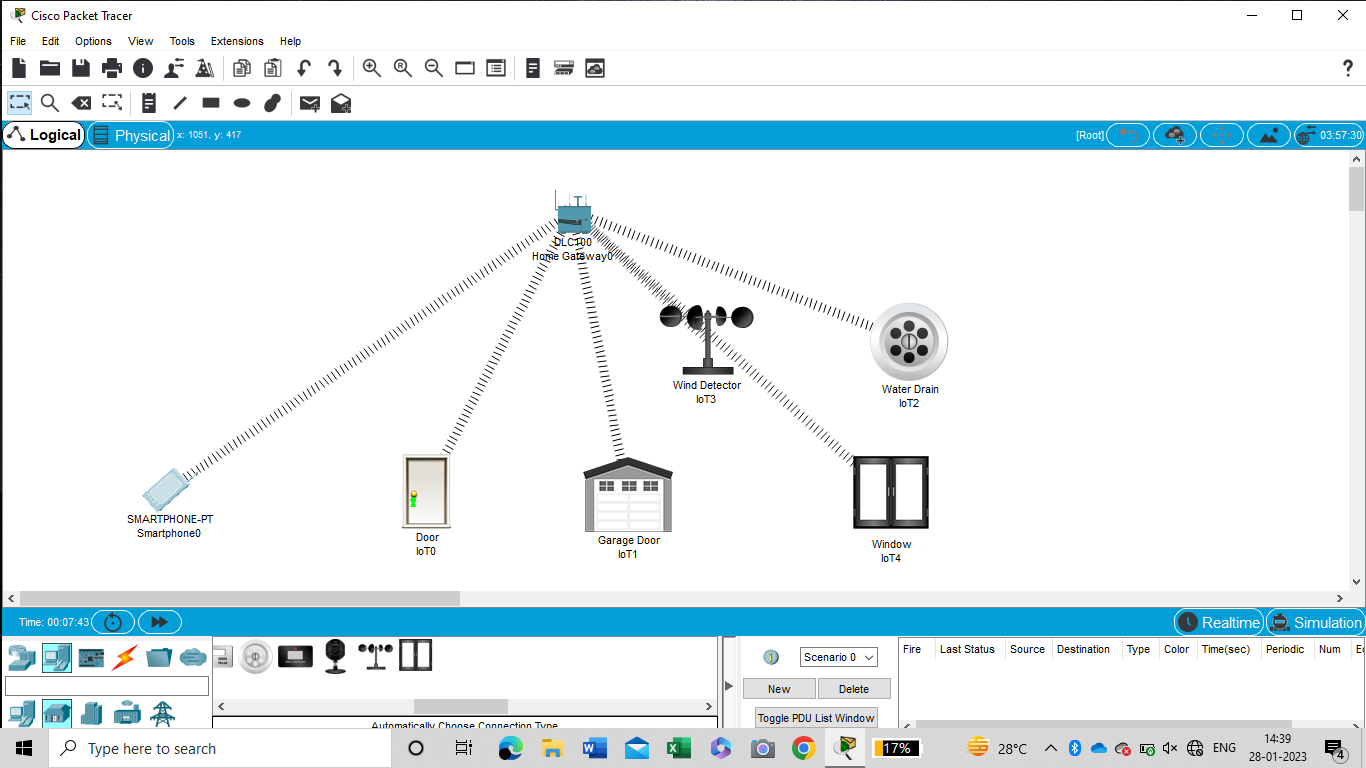 Cisco Packet Tracer
File Edit Options View Tools Extensions Help
Logical Physical x: 1051, y: 417 [Root] 03:57:30
DLC100
Home Gateway0
Wind Detector
IoT3
Water Drain
IoT2
SMARTPHONE-PT
Smartphone0
Door
IoT0
Garage Door
IoT1
Window
IoT4
Time: 00:07:43 Realtime Simulation
Scenario 0
New Delete
Toggle PDU List Window
Fire Last Status Source Destination Type Color Time(sec) Periodic Num
Automatically Choose Connection Type
Type here to search
17%
28°C
ENG
14:39
28-01-2023
4